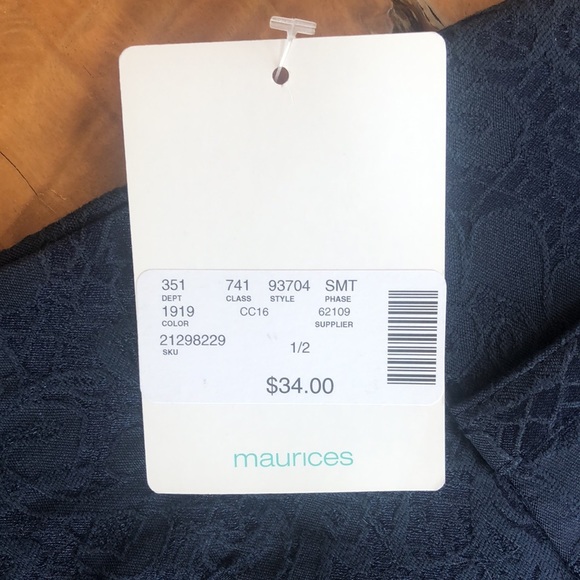 351 741 93704 SMT
DEPT CLASS STYLE PHASE
1919 CC16 62109
COLOR SUPPLIER
21298229 1/2
SKU
$34.00
maurices